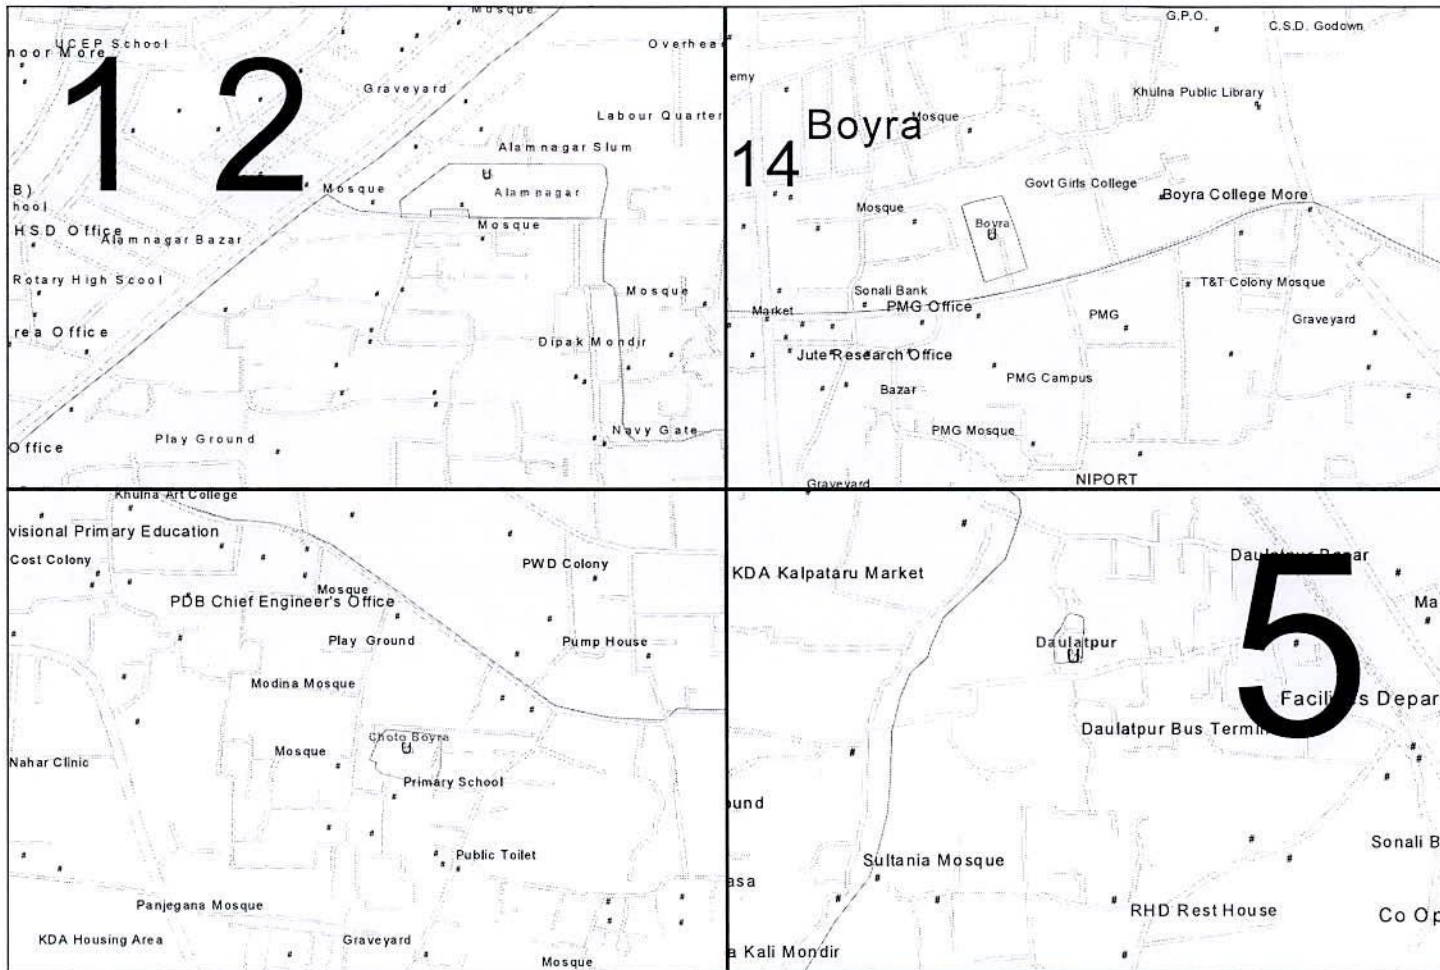 Mosque
UCEP School
noor More
Overhea
Graveyard
12
Labour Quarter
Alamnagar Slum
B)
Mosque
Alamnagar
hool
Mosque
HSD Office
Alamnagar Bazar
Rotary High Scool
Mosque
rea Office
Dipak Mondir
Navy Gate
Play Ground
Office
G.P.O.
C.S.D. Godown
emy
Khulna Public Library
Boyra
Mosque
14
Govt Girls College
Boyra College More
Mosque
Boyra
T&T Colony Mosque
Sonali Bank
PMG Office
Market
PMG
Graveyard
Jute Research Office
PMG Campus
Bazar
PMG Mosque
NIPORT
Graveyard
Khulna Art College
visional Primary Education
Cost Colony
PWD Colony
Mosque
PDB Chief Engineer's Office
Play Ground
Pump House
Modina Mosque
Choto Boyra
Mosque
Nahar Clinic
Primary School
Public Toilet
Panjegana Mosque
KDA Housing Area
Graveyard
Mosque
KDA Kalpataru Market
Ma
5
Daulatpur
Daulatpur Bus Termin
ound
Sonali B
Sultania Mosque
asa
RHD Rest House
Co Op
a Kali Mondir